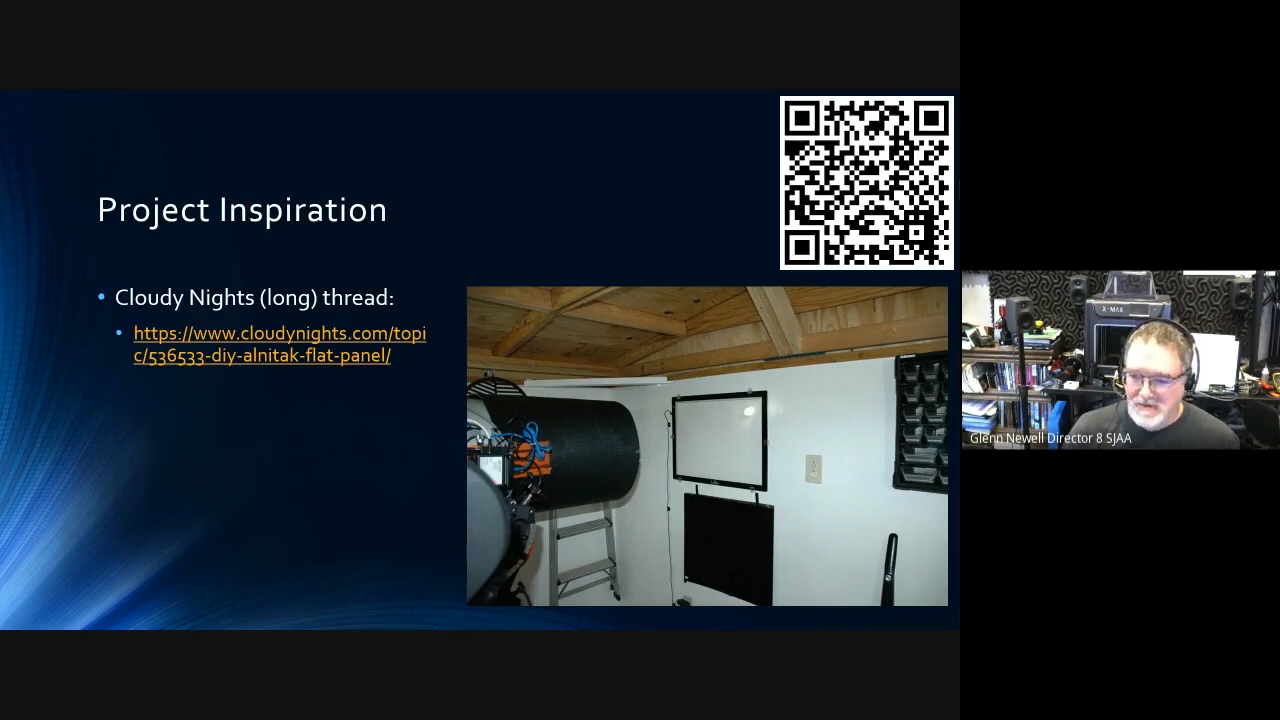 Project Inspiration
• Cloudy Nights (long) thread:
• https://www.cloudynights.com/topi
c/536533-diy-alnitak-flat-panel/
X-MAX
Glenn Newell Director 8 SJAA